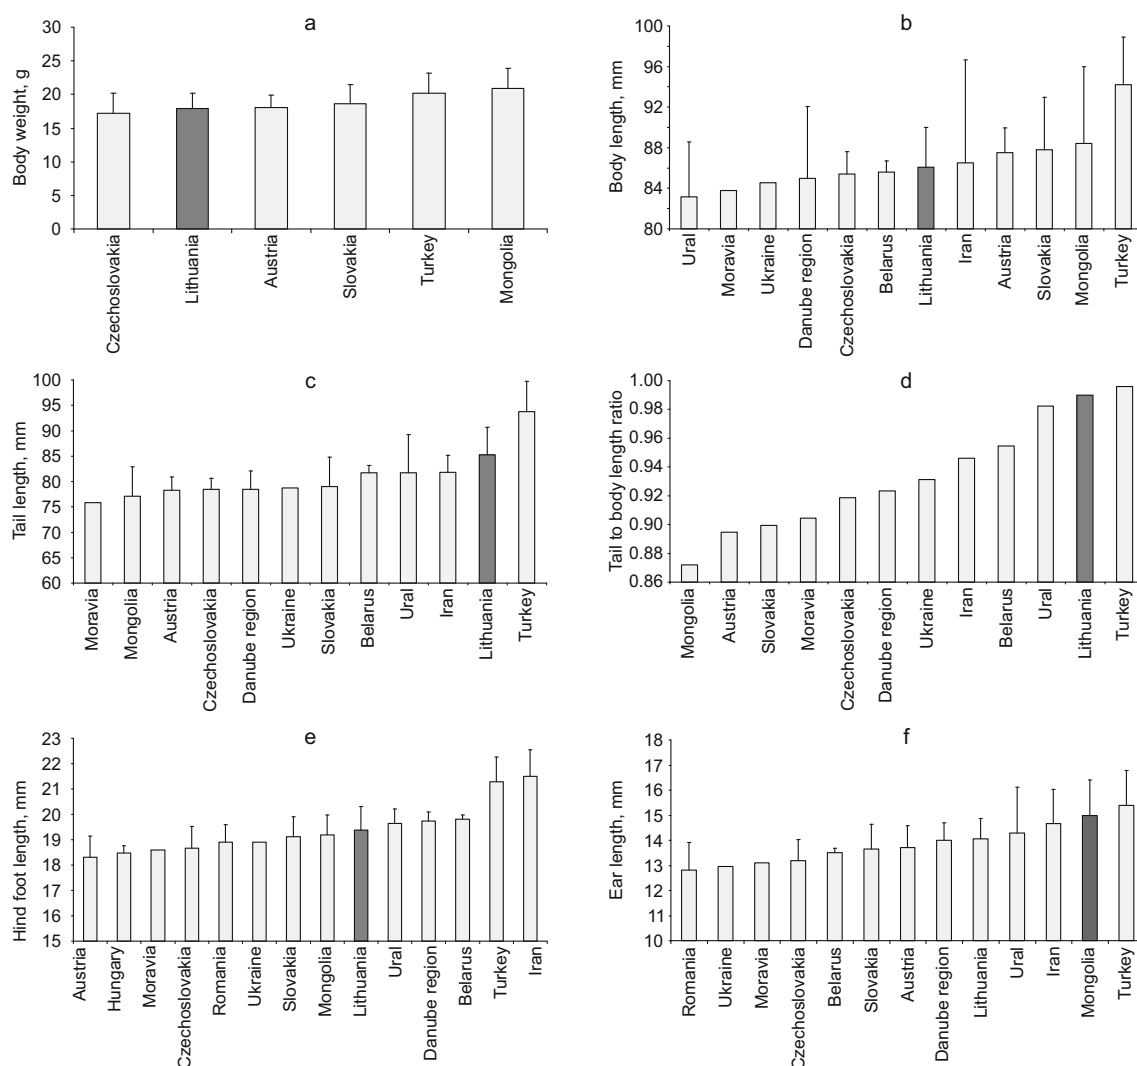 a
Body weight, g
30
25
20
15
10
5
0
Czechoslovakia
Lithuania
Austria
Slovakia
Turkey
Mongolia
b
Body length, mm
100
96
92
88
84
80
Ural
Moravia
Ukraine
Danube region
Czechoslovakia
Belarus
Lithuania
Iran
Austria
Slovakia
Mongolia
Turkey
c
Tail length, mm
100
95
90
85
80
75
70
65
60
Moravia
Mongolia
Austria
Czechoslovakia
Danube region
Ukraine
Slovakia
Belarus
Ural
Iran
Lithuania
Turkey
d
Tail to body length ratio
1.00
0.98
0.96
0.94
0.92
0.90
0.88
0.86
Mongolia
Austria
Slovakia
Moravia
Czechoslovakia
Danube region
Ukraine
Iran
Belarus
Ural
Lithuania
Turkey
e
Hind foot length, mm
23
22
21
20
19
18
17
16
15
Austria
Hungary
Moravia
Czechoslovakia
Romania
Ukraine
Slovakia
Mongolia
Lithuania
Ural
Danube region
Belarus
Turkey
Iran
f
Ear length, mm
18
17
16
15
14
13
12
11
10
Romania
Ukraine
Moravia
Czechoslovakia
Belarus
Slovakia
Austria
Danube region
Lithuania
Ural
Iran
Mongolia
Turkey